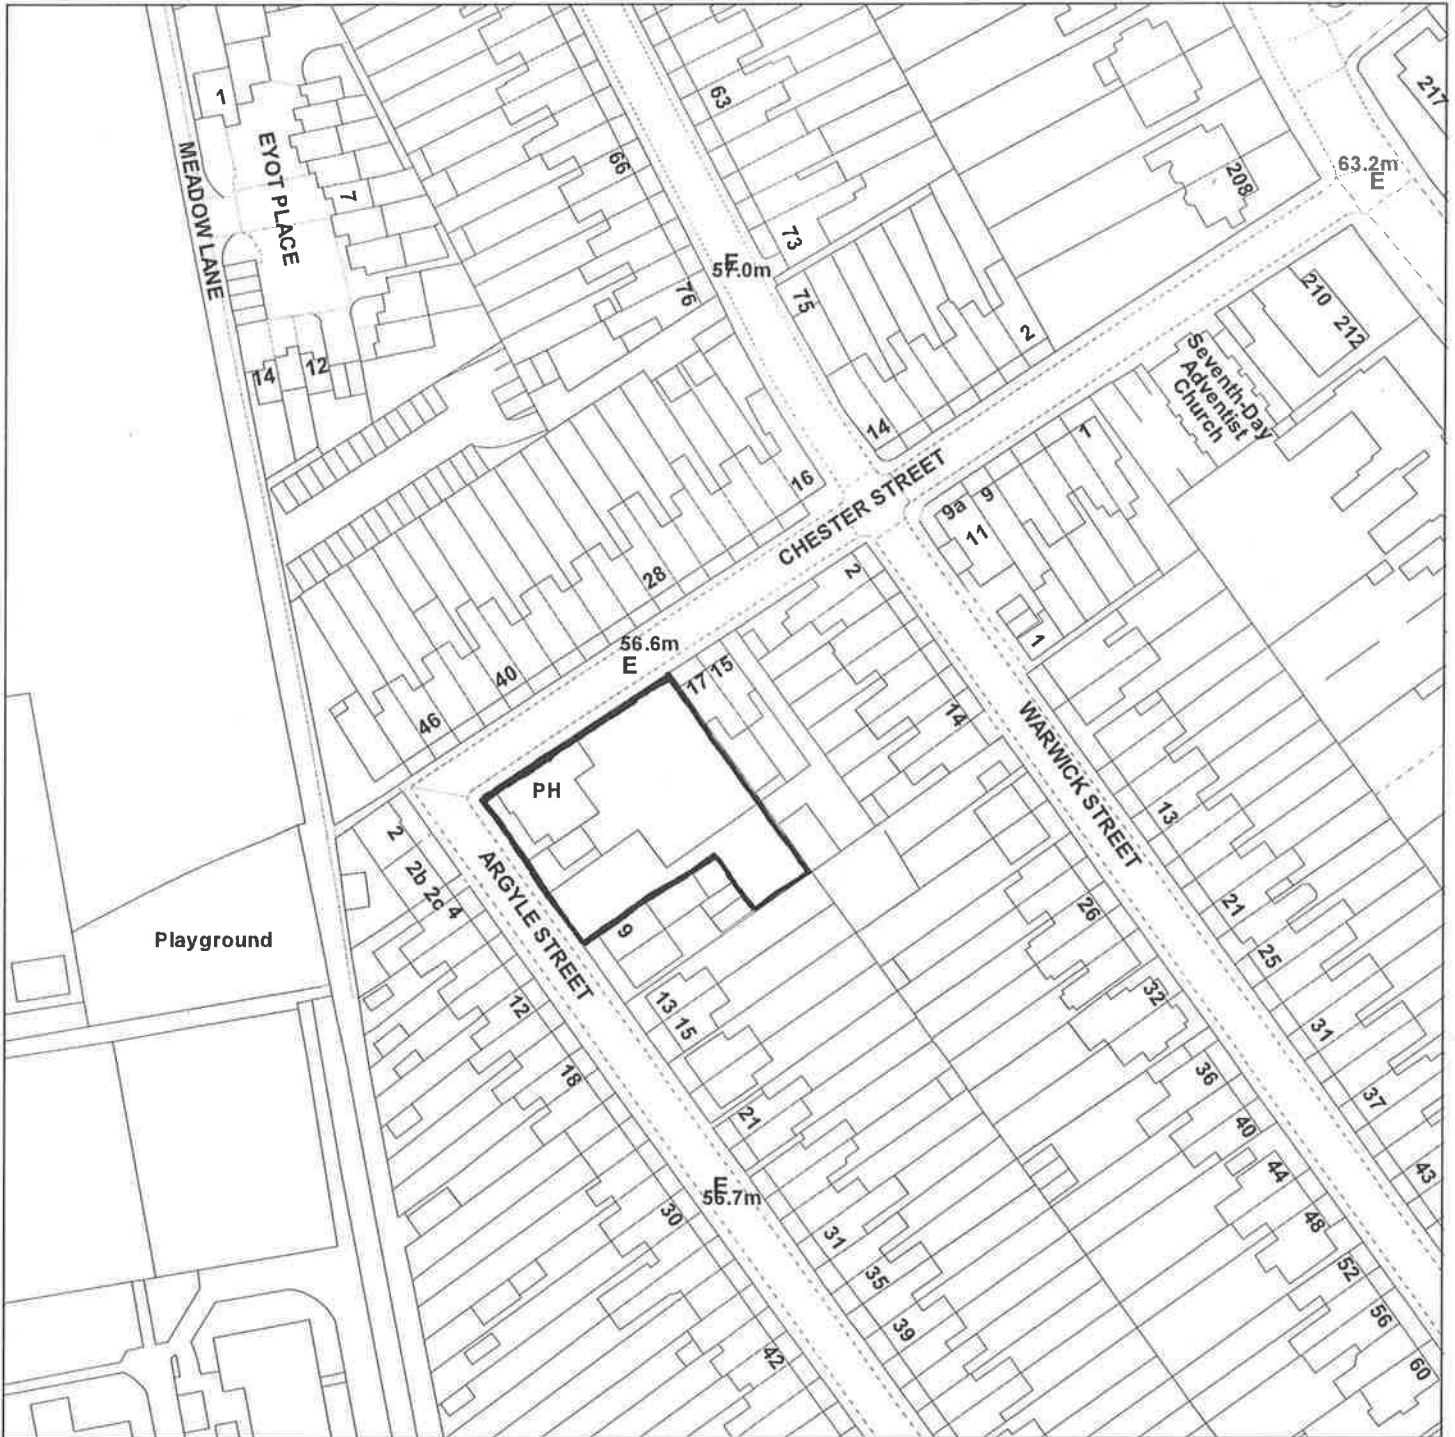 217
1
63
EYOT PLACE
MEADOW LANE
66
63.2m
E
208
7
73
E
57.0m
76
75
210
212
2
Seventh-Day
Adventist
Church
14
12
14
1
16
CHESTER STREET
9a
9
11
28
2
56.6m
E
1
17
15
40
46
14
WARWICK STREET
PH
13
2
2b
2c
4
ARGYLE STREET
26
21
9
Playground
25
12
13
15
32
31
18
36
37
21
40
43
44
E
56.7m
30
48
31
52
35
56
39
42
60